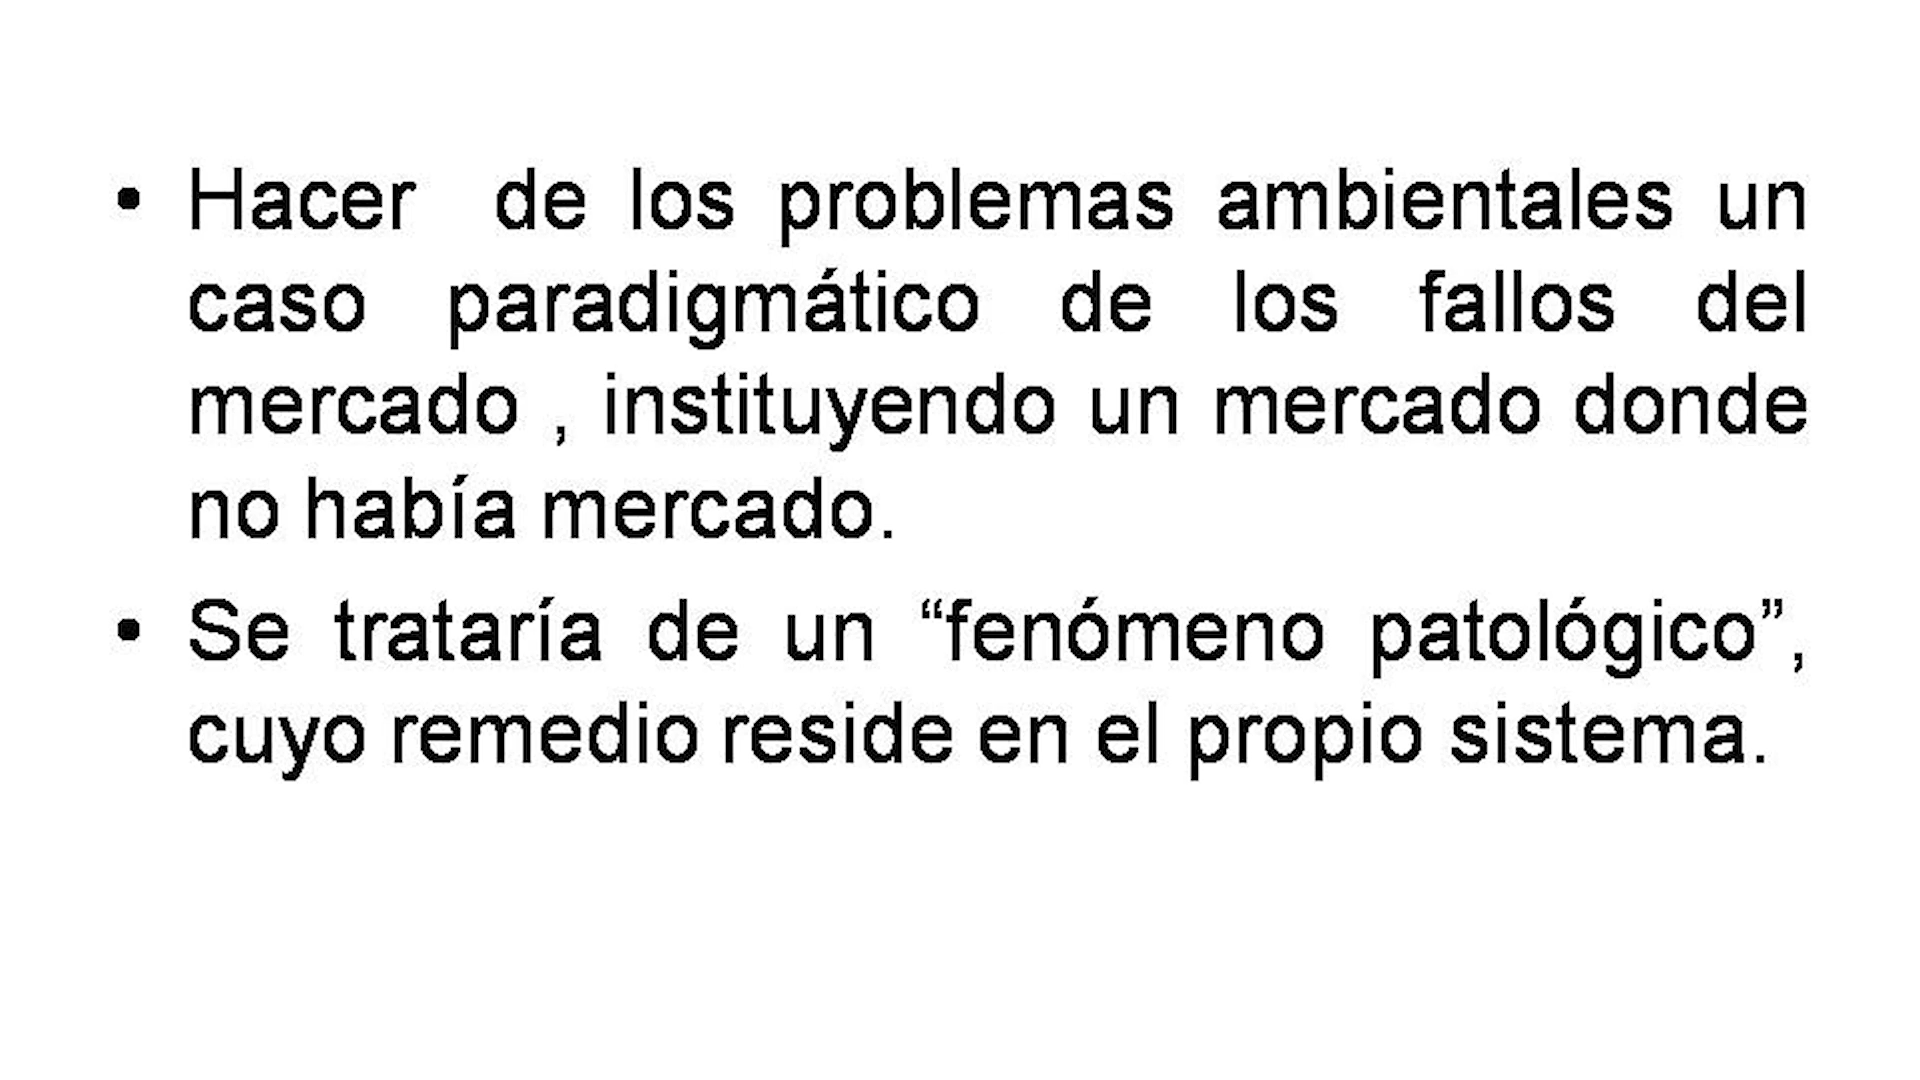 • Hacer de los problemas ambientales un
caso paradigmático de los fallos del
mercado , instituyendo un mercado donde
no había mercado.
• Se trataría de un “fenómeno patológico”,
cuyo remedio reside en el propio sistema.